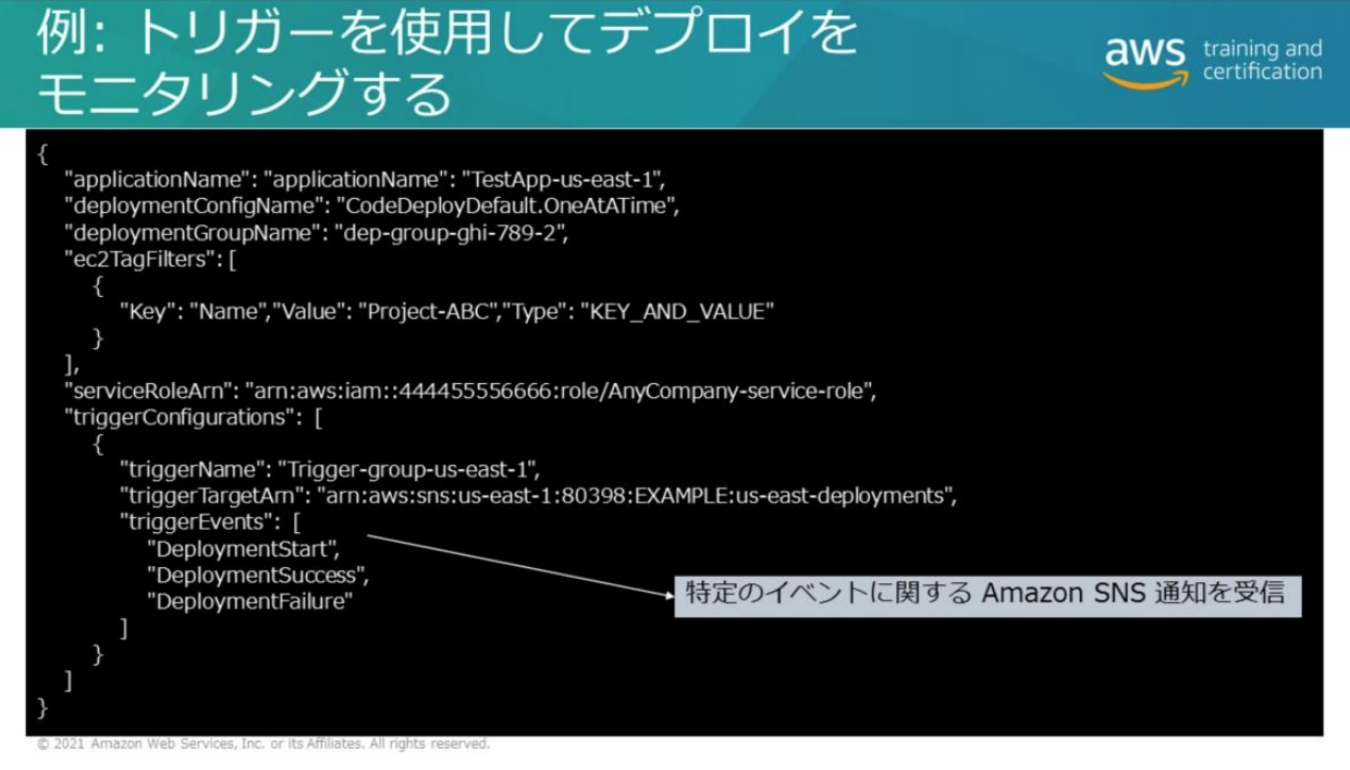 例: トリガーを使用してデプロイを
モニタリングする
aws training and
certification
{
"applicationName": "applicationName": "TestApp-us-east-1",
"deploymentConfigName": "CodeDeployDefault.OneAtATime",
"deploymentGroupName": "dep-group-ghi-789-2",
"ec2TagFilters": [
{
"Key": "Name","Value": "Project-ABC","Type": "KEY_AND_VALUE"
}
],
"serviceRoleArn": "arn:aws:iam::444455556666:role/AnyCompany-service-role",
"triggerConfigurations": [
{
"triggerName": "Trigger-group-us-east-1",
"triggerTargetArn": "arn:aws:sns:us-east-1:80398:EXAMPLE:us-east-deployments",
"triggerEvents": [
"DeploymentStart",
"DeploymentSuccess",
"DeploymentFailure"
特定のイベントに関する Amazon SNS 通知を受信
]
}
]
}
© 2021 Amazon Web Services, Inc. or its Affiliates. All rights reserved.